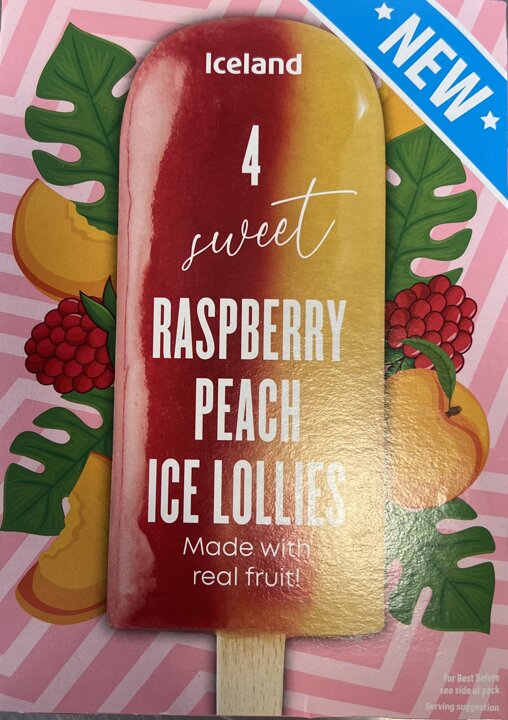 Iceland
NEW
4
sweet
RASPBERRY
PEACH
ICE LOLLIES
Made with
real fruit!
For Best Before
see side of pack
Serving suggestion